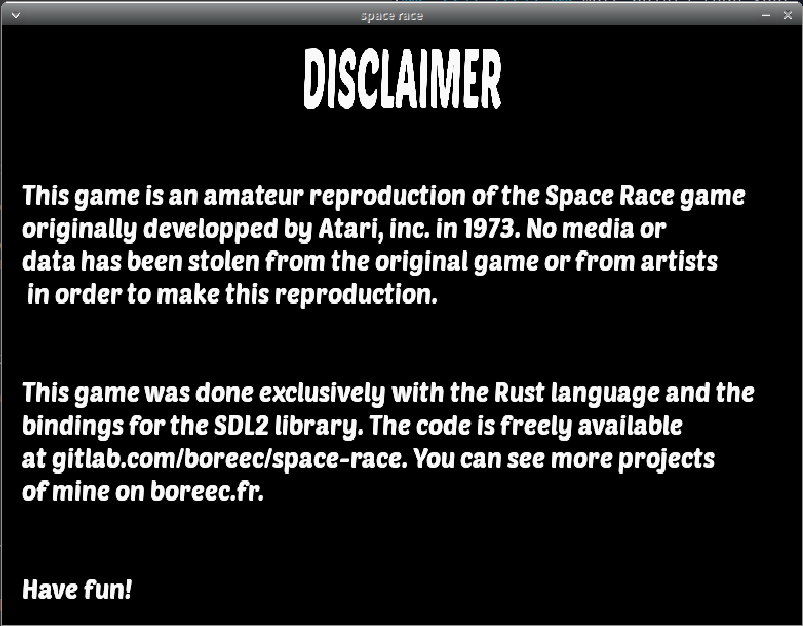 space race
DISCLAIMER
This game is an amateur reproduction of the Space Race game
originally developped by Atari, inc. in 1973. No media or
data has been stolen from the original game or from artists
in order to make this reproduction.
This game was done exclusively with the Rust language and the
bindings for the SDL2 library. The code is freely available
at gitlab.com/boreec/space-race. You can see more projects
of mine on boreec.fr.
Have fun!